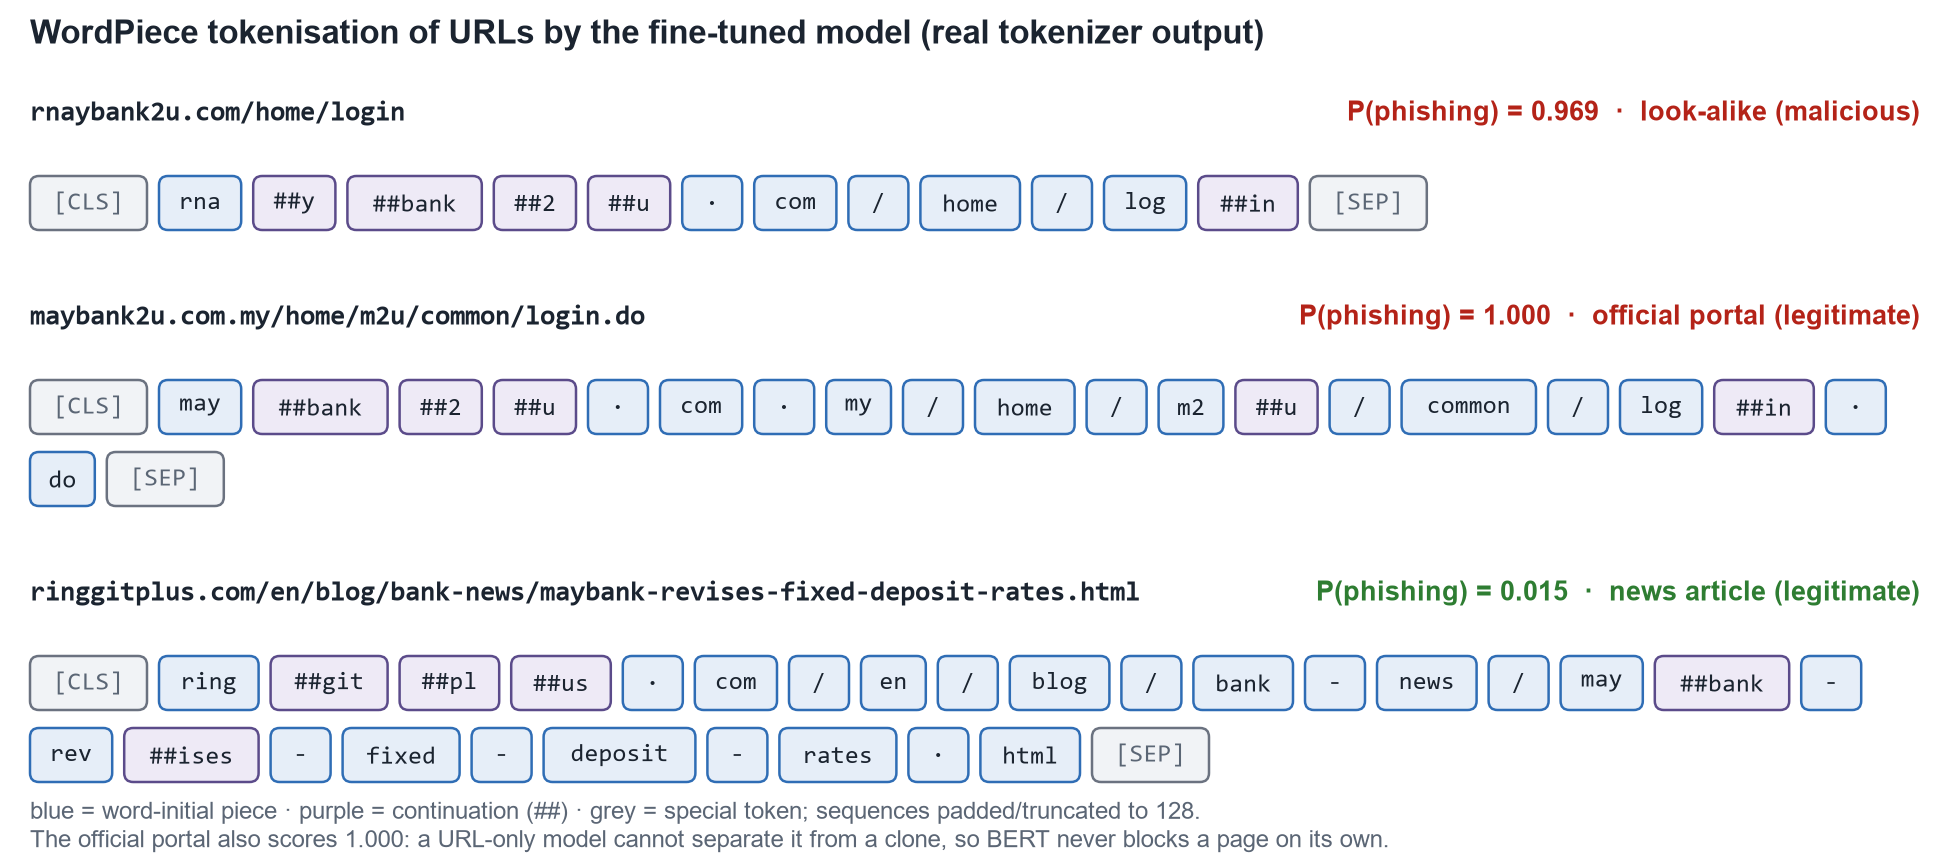 WordPiece tokenisation of URLs by the fine-tuned model (real tokenizer output)
rnaybank2u.com/home/login P(phishing) = 0.969 · look-alike (malicious)
[CLS] rna ##y ##bank ##2 ##u . com / home / log ##in [SEP]
maybank2u.com.my/home/m2u/common/login.do P(phishing) = 1.000 · official portal (legitimate)
[CLS] may ##bank ##2 ##u . com . my / home / m2 ##u / common / log ##in .
do [SEP]
ringgitplus.com/en/blog/bank-news/maybank-revises-fixed-deposit-rates.html P(phishing) = 0.015 · news article (legitimate)
[CLS] ring ##git ##pl ##us . com / en / blog / bank - news / may ##bank -
rev ##ises - fixed - deposit - rates . html [SEP]
blue = word-initial piece · purple = continuation (##) · grey = special token; sequences padded/truncated to 128.
The official portal also scores 1.000: a URL-only model cannot separate it from a clone, so BERT never blocks a page on its own.